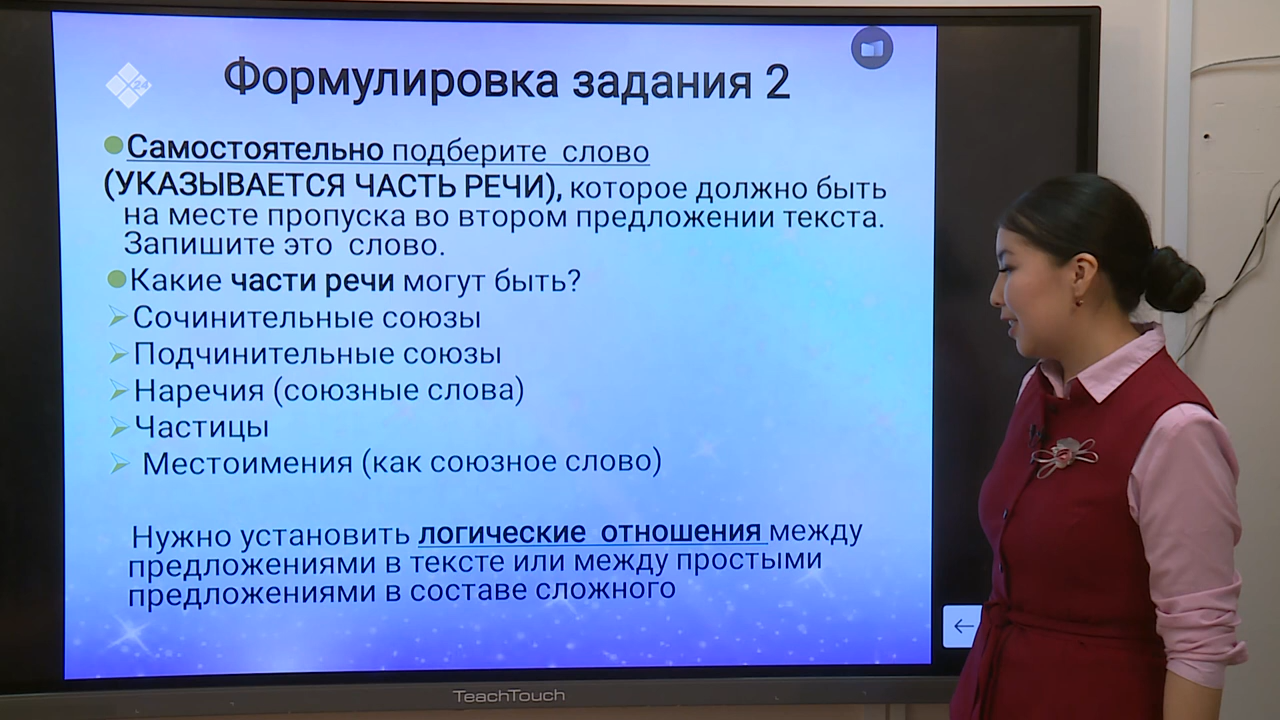 Формулировка задания 2
Х24
Самостоятельно подберите слово
(УКАЗЫВАЕТСЯ ЧАСТЬ РЕЧИ), которое должно быть
на месте пропуска во втором предложении текста.
Запишите это слово.
Какие части речи могут быть?
Сочинительные союзы
Подчинительные союзы
Наречия (союзные слова)
Частицы
Местоимения (как союзное слово)
Нужно установить логические отношения между
предложениями в тексте или между простыми
предложениями в составе сложного
TeachTouch